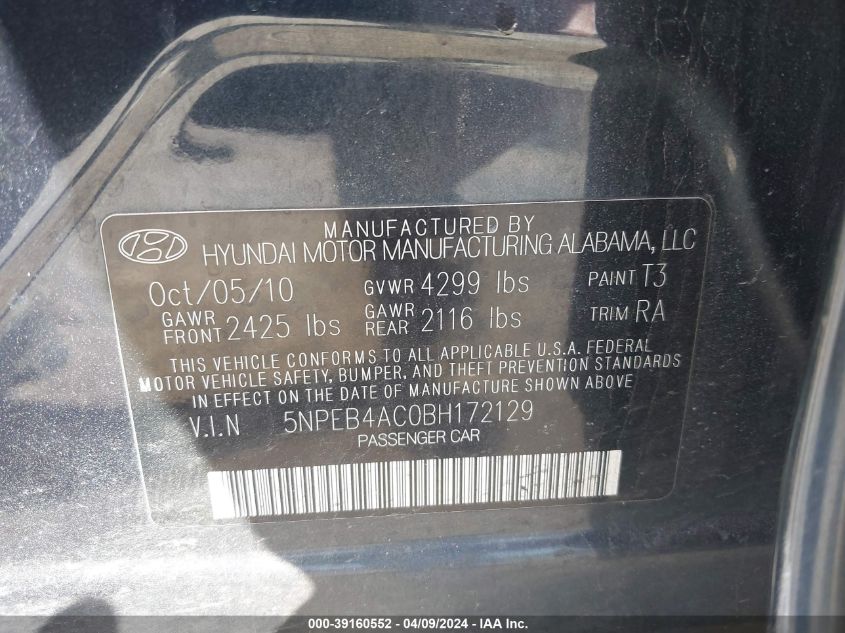 MANUFACTURED BY
HYUNDAI MOTOR MANUFACTURING ALABAMA, LLC
Oct/05/10 GVWR 4299 lbs PAINT T3
GAWR FRONT 2425 lbs GAWR REAR 2116 lbs TRIM RA
THIS VEHICLE CONFORMS TO ALL APPLICABLE U.S.A. FEDERAL
MOTOR VEHICLE SAFETY, BUMPER, AND THEFT PREVENTION STANDARDS
IN EFFECT ON THE DATE OF MANUFACTURE SHOWN ABOVE
V.I.N 5NPEB4AC0BH172129
PASSENGER CAR
000-39160552 - 04/09/2024 - IAA Inc.